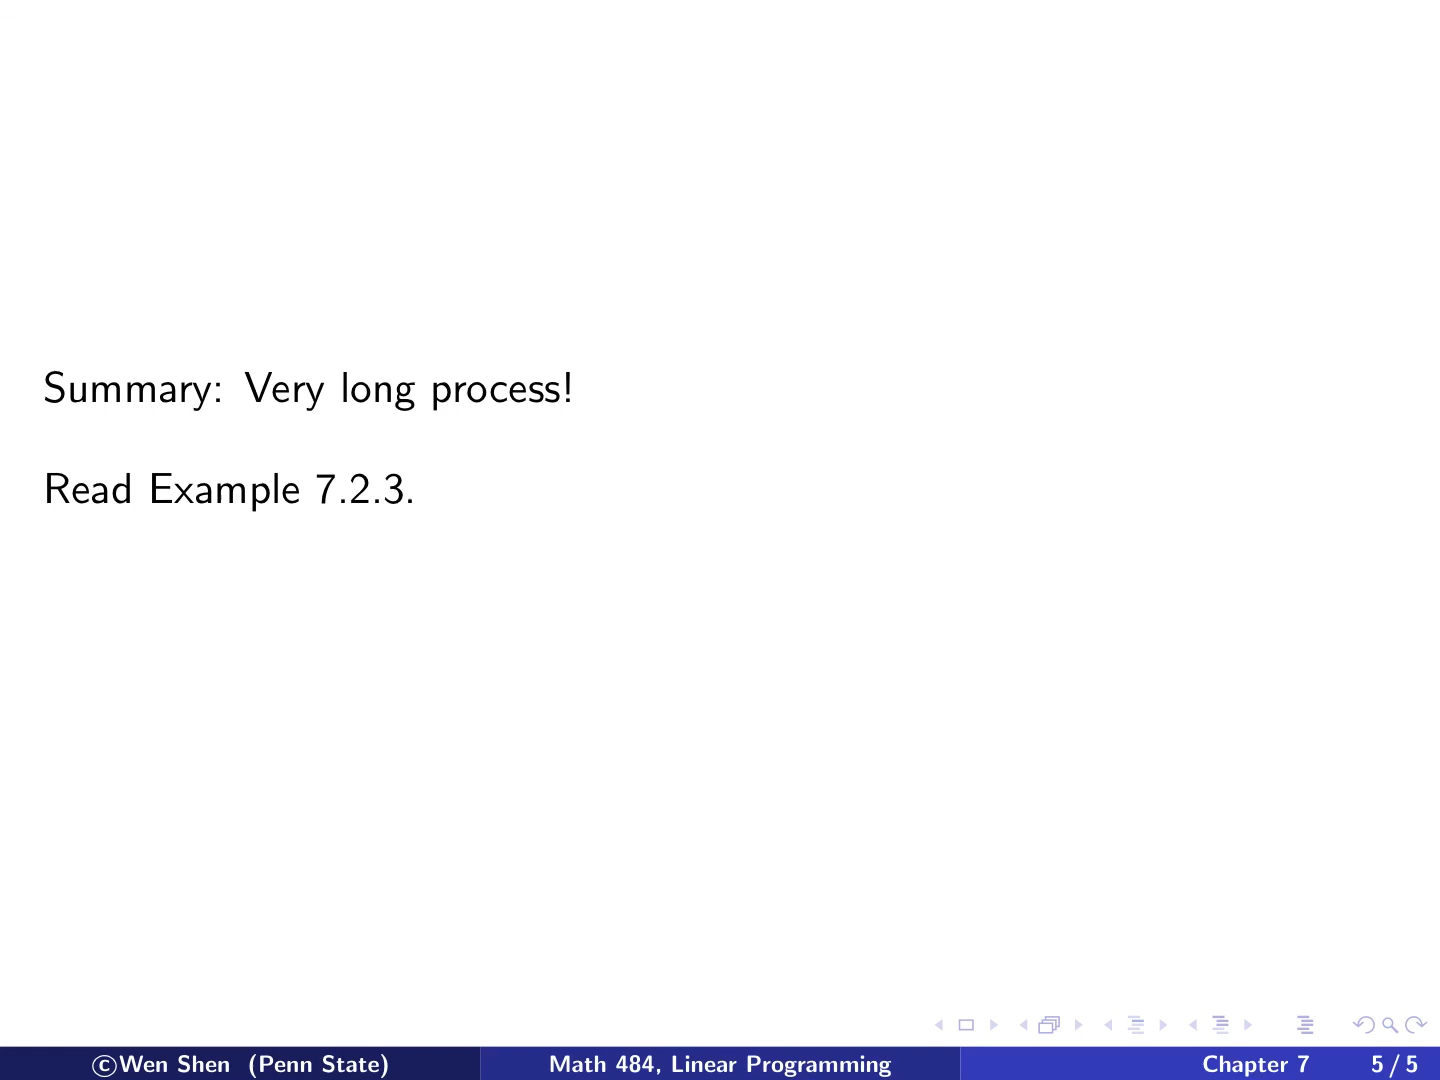 Summary: Very long process!
Read Example 7.2.3.
©Wen Shen (Penn State) Math 484, Linear Programming Chapter 7 5 / 5